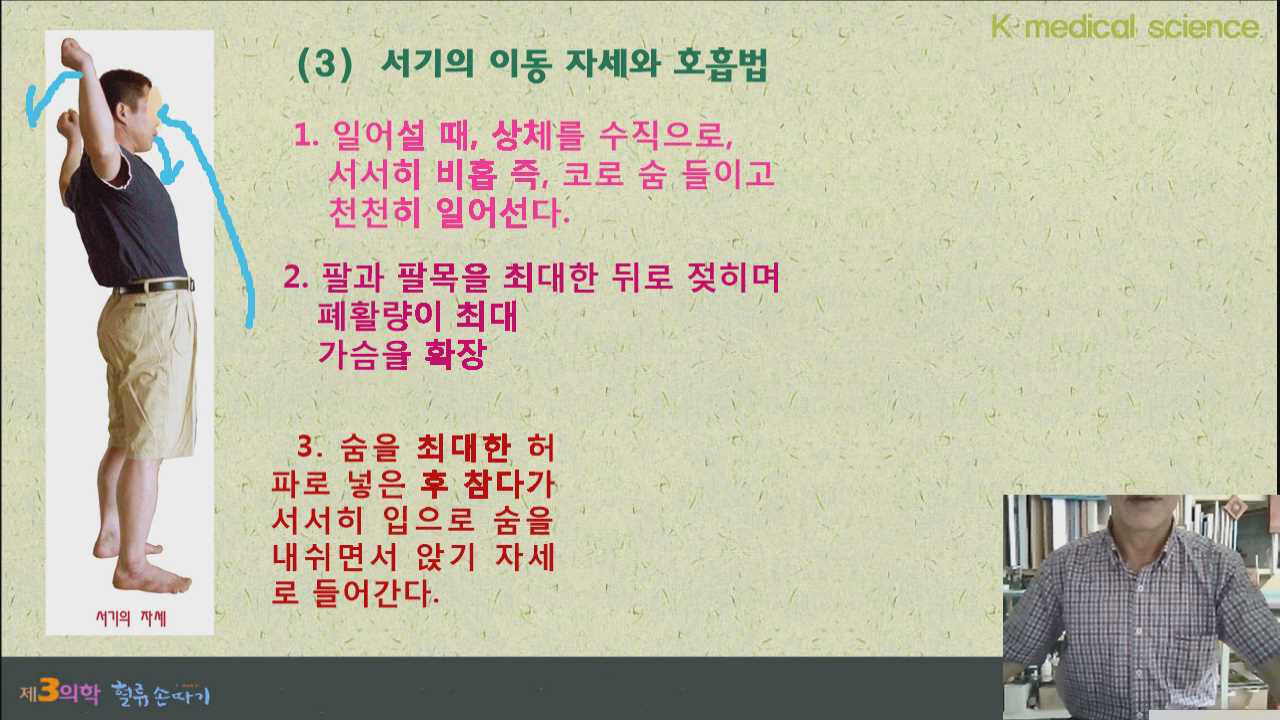 K medical science
(3) 서기의 이동 자세와 호흡법
1. 일어설 때, 상체를 수직으로,
서서히 비흡 즉, 코로 숨 들이고
천천히 일어선다.
2. 팔과 팔목을 최대한 뒤로 젖히며
폐활량이 최대
가슴을 확장
3. 숨을 최대한 허
파로 넣은 후 참다가
서서히 입으로 숨을
내쉬면서 앉기 자세
로 들어간다.
서기의 자세
제3의학 혈류 손따기